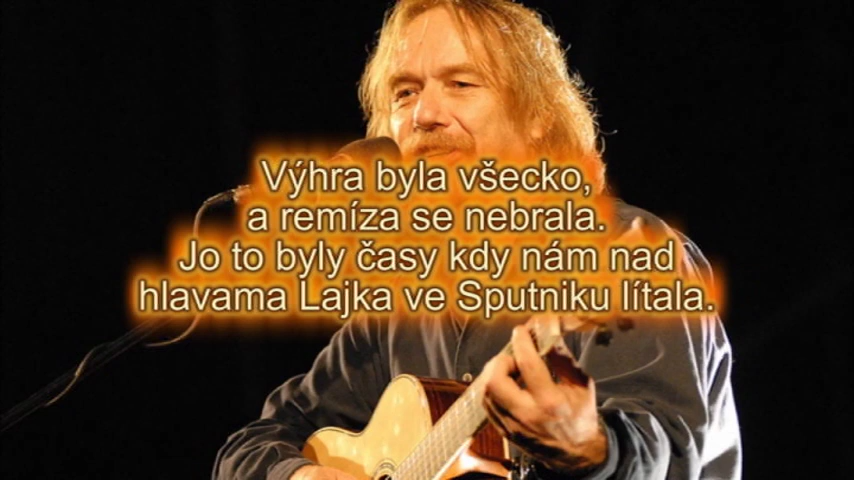 Výhra byla všecko,
a remíza se nebrala.
Jo to byly časy kdy nám nad
hlavama Lajka ve Sputniku lítala.